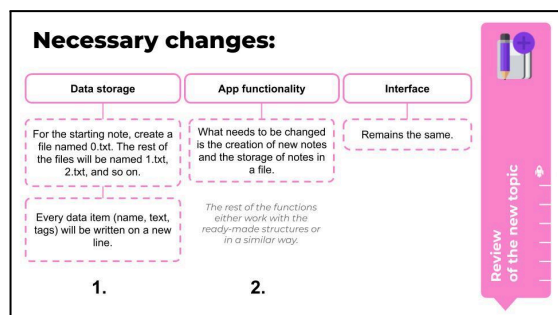 Necessary changes:
Data storage
App functionality
Interface
For the starting note, create a
file named 0.txt. The rest of
the files will be named 1.txt,
2.txt, and so on.
What needs to be changed
is the creation of new notes
and the storage of notes in
a file.
Remains the same.
Every data item (name, text,
tags) will be written on a new
line.
The rest of the functions
either work with the
ready-made structures or
in a similar way.
1.
2.
Review
of the new topic